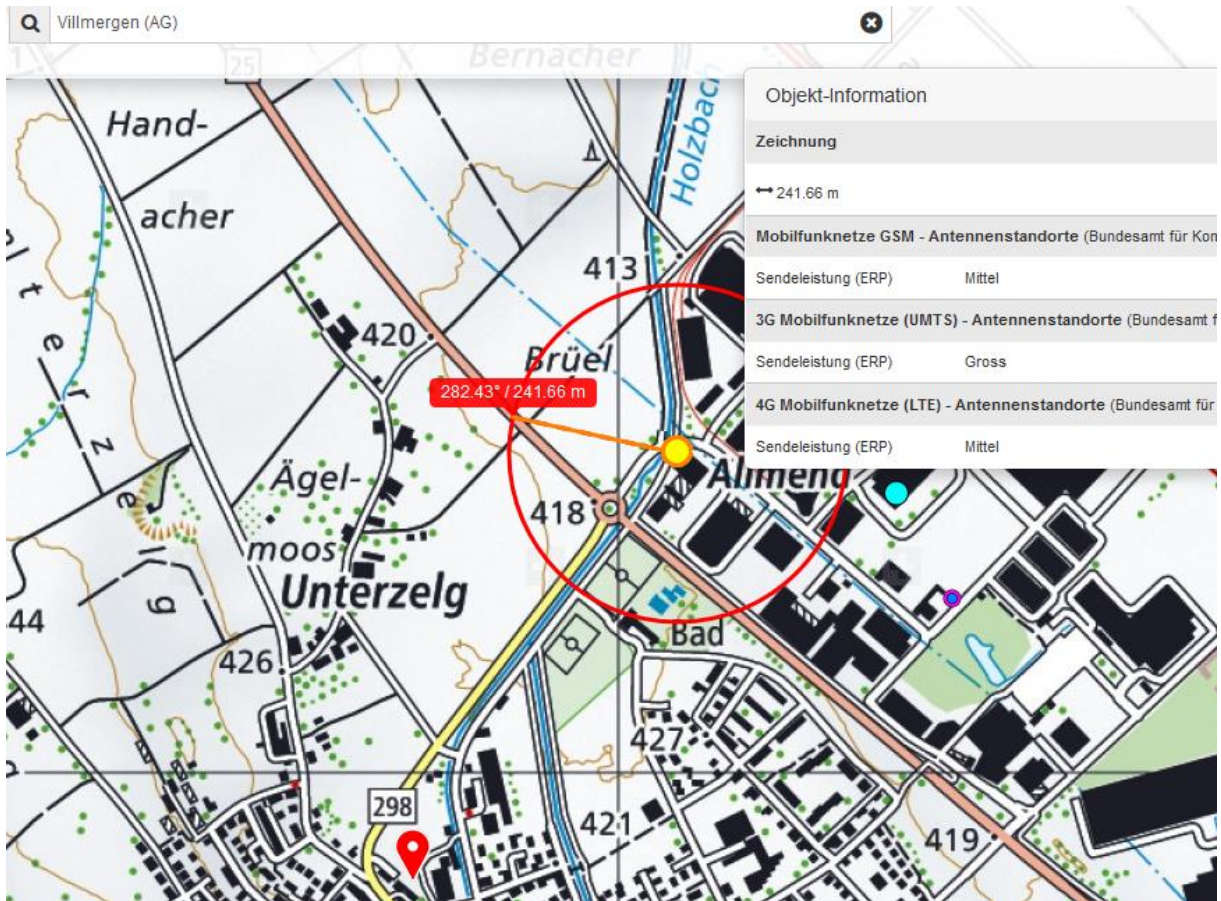 Villmergen (AG)
Bernacher
25
Objekt-Information
Zeichnung
241.66 m
Mobilfunknetze GSM - Antennenstandorte (Bundesamt für Kon
Sendeleistung (ERP) Mittel
3G Mobilfunknetze (UMTS) - Antennenstandorte (Bundesamt f
Sendeleistung (ERP) Gross
4G Mobilfunknetze (LTE) - Antennenstandorte (Bundesamt für
Sendeleistung (ERP) Mittel
Hand-
acher
Holzbach
413
420
Brüel
282.43° / 241.66 m
Ägel-
moos
Allmend
418
Unterzelg
Bad
44
426
427
298
421
419